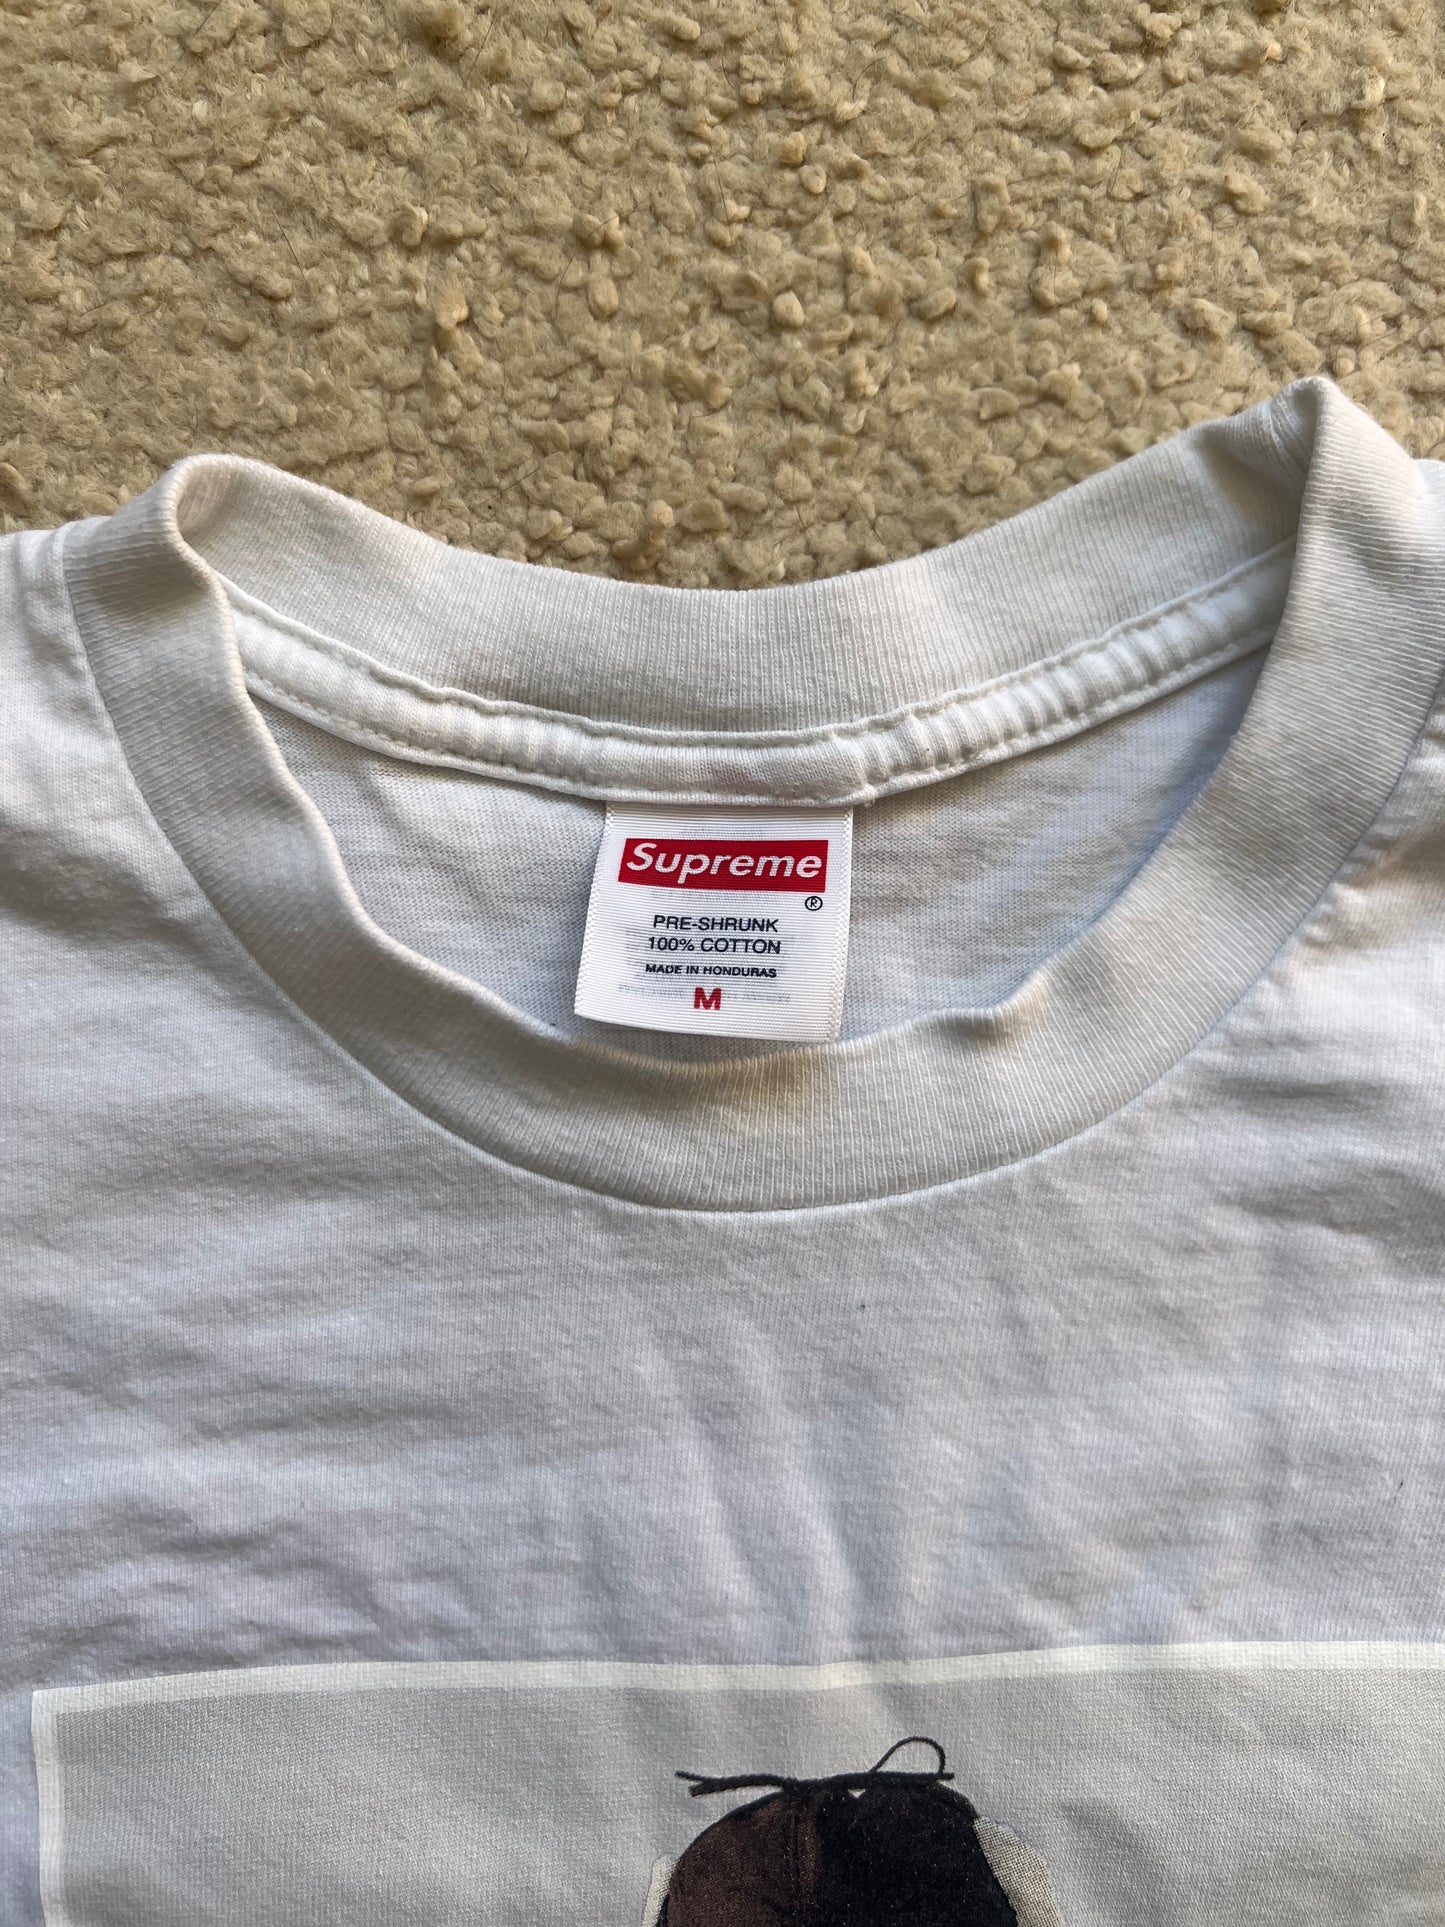 Supreme
®
PRE-SHRUNK
100% COTTON
MADE IN HONDURAS
M